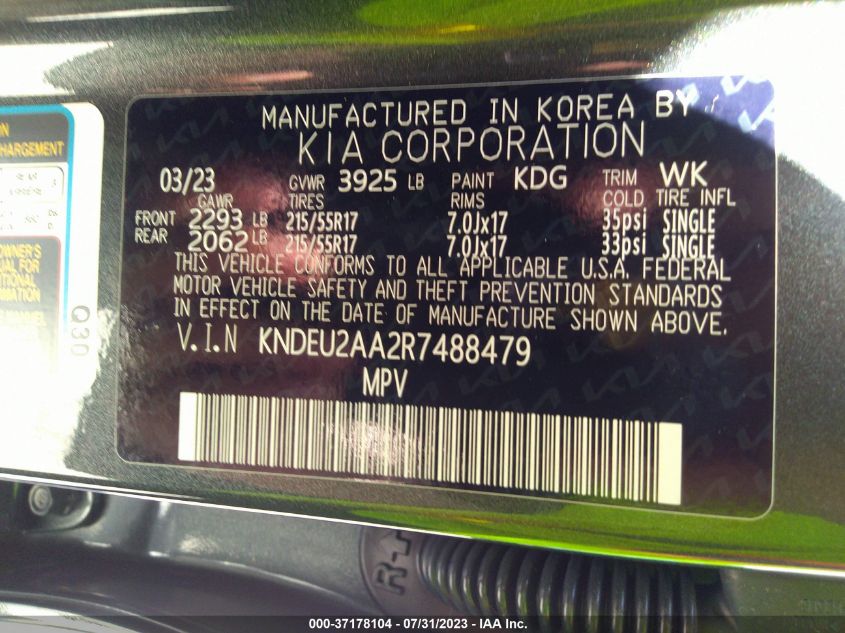 MANUFACTURED IN KOREA BY
KIA CORPORATION
03/23 GVWR 3925 LB PAINT KDG TRIM WK
GAWR TIRES RIMS COLD TIRE INFL
FRONT 2293 LB 215/55R17 7.0Jx17 35psi SINGLE
REAR 2062 LB 215/55R17 7.0Jx17 33psi SINGLE
THIS VEHICLE CONFORMS TO ALL APPLICABLE U.S.A. FEDERAL
MOTOR VEHICLE SAFETY AND THEFT PREVENTION STANDARDS
IN EFFECT ON THE DATE OF MANUFACTURE SHOWN ABOVE.
V.I.N KNDEU2AA2R7488479
MPV
HARGEMENT
OWNER'S
FOR
Q30
000-37178104 - 07/31/2023 - IAA Inc.